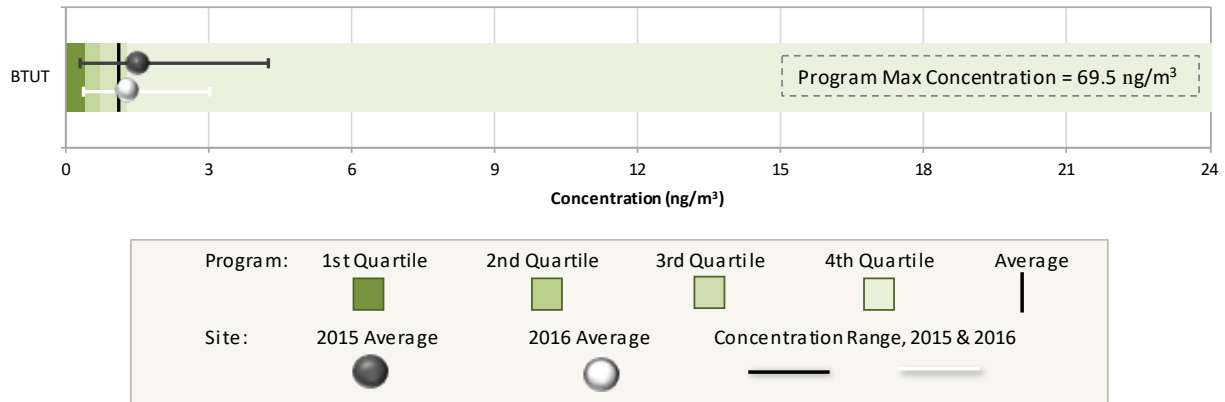 Program Max Concentration = 69.5 ng/m³
BTUT
0 3 6 9 12 15 18 21 24
Concentration (ng/m³)
Program: 1st Quartile 2nd Quartile 3rd Quartile 4th Quartile Average
Site: 2015 Average 2016 Average Concentration Range, 2015 & 2016